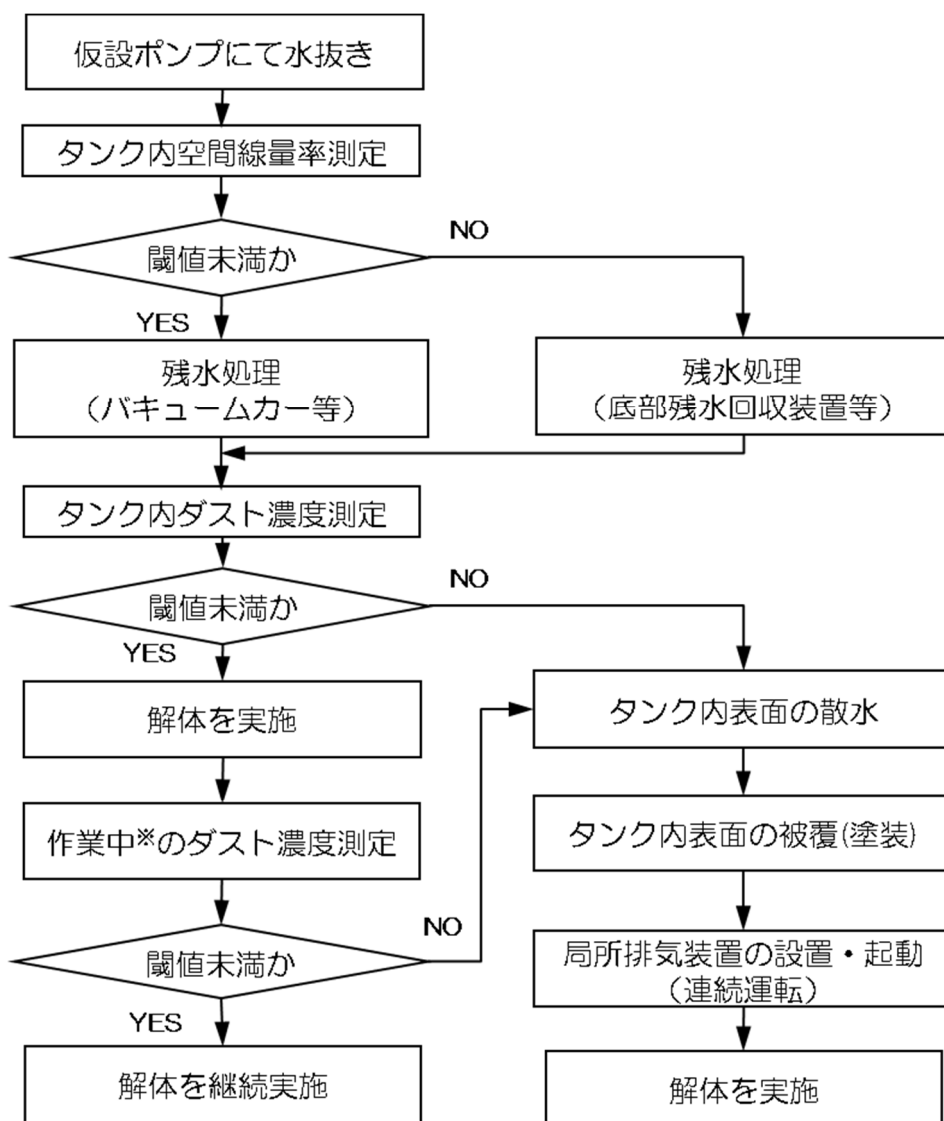 仮設ポンプにて水抜き
タンク内空間線量率測定
閾値未満か
NO
YES
残水処理
（バキュームカー等）
残水処理
（底部残水回収装置等）
タンク内ダスト濃度測定
閾値未満か
NO
YES
解体を実施
タンク内表面の散水
作業中※のダスト濃度測定
タンク内表面の被覆(塗装)
閾値未満か
NO
YES
局所排気装置の設置・起動
（連続運転）
解体を継続実施
解体を実施